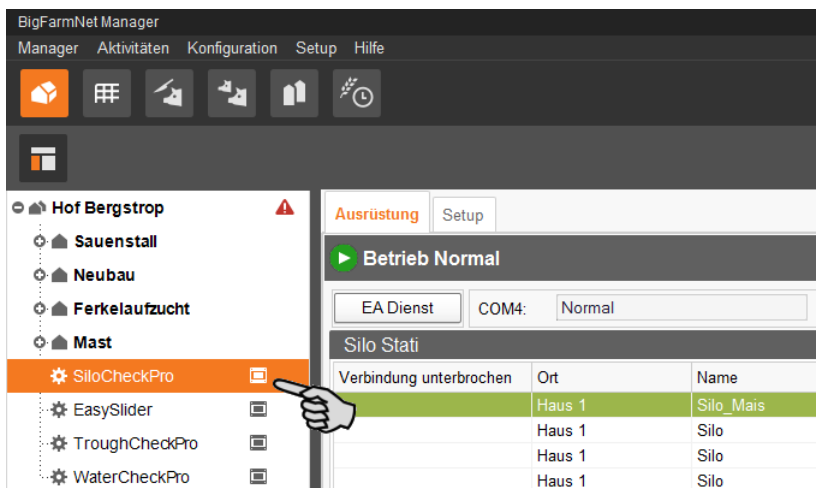 BigFarmNet Manager
Manager Aktivitäten Konfiguration Setup Hilfe
Hof Bergstrop
Sauenstall
Neubau
Ferkelaufzucht
Mast
SiloCheckPro
EasySlider
TroughCheckPro
WaterCheckPro
Ausrüstung Setup
Betrieb Normal
EA Dienst COM4: Normal
Silo Stati
Verbindung unterbrochen Ort Name
Haus 1 Silo_Mais
Haus 1 Silo
Haus 1 Silo
Haus 1 Silo